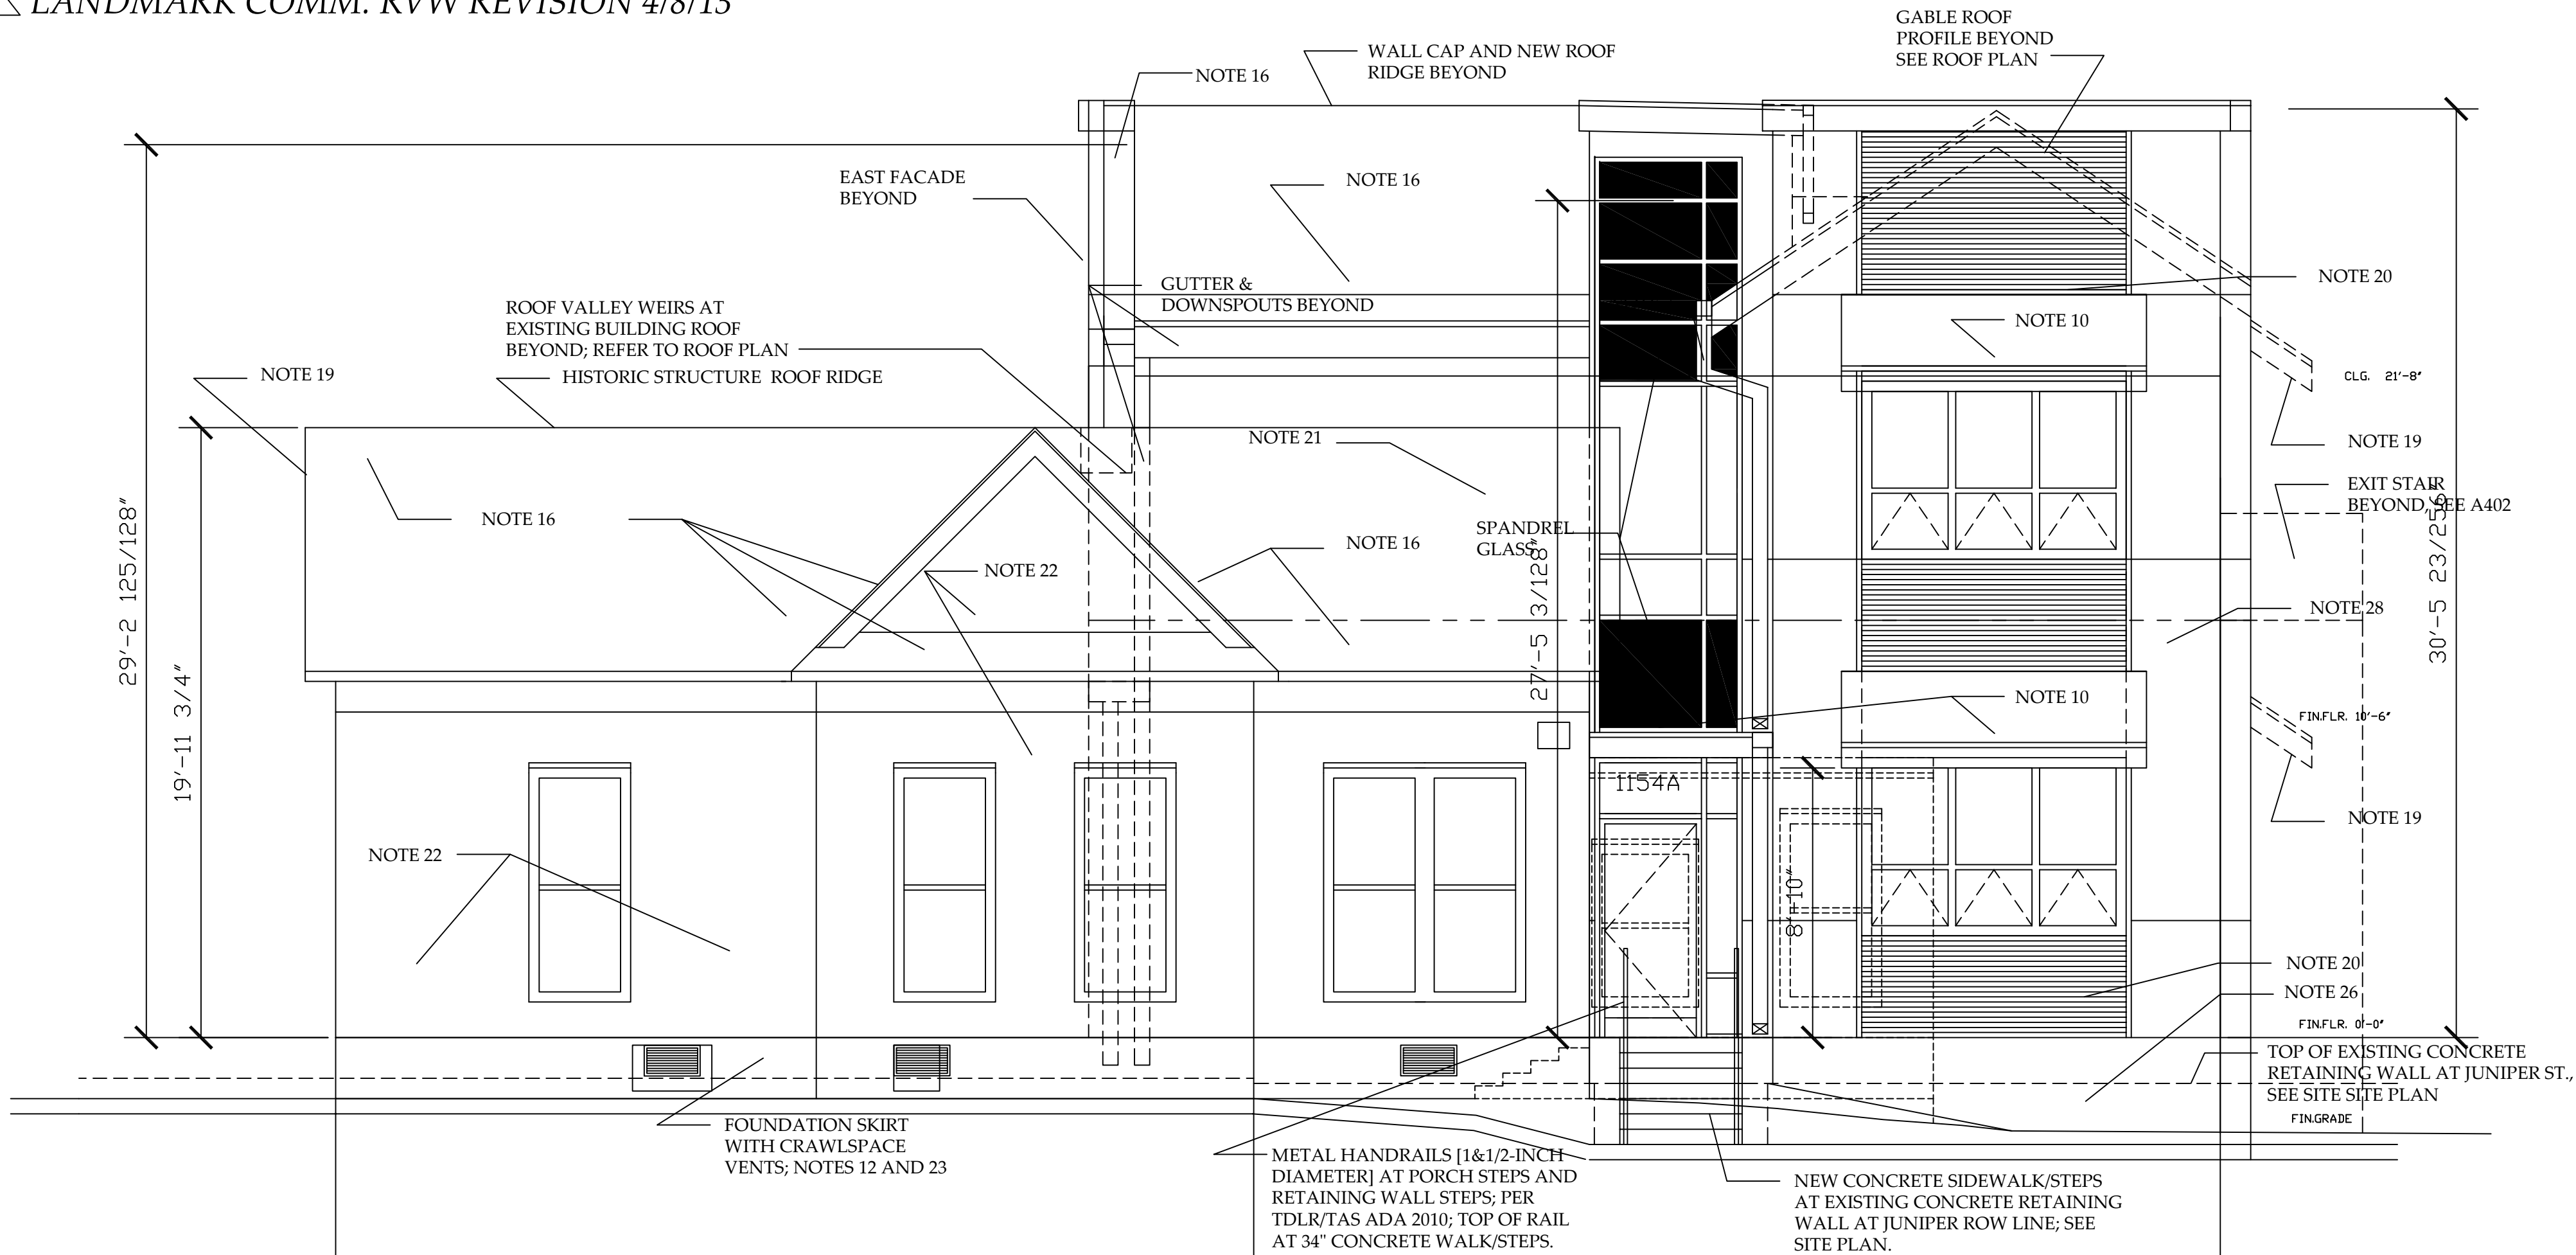 LANDMARK COMM. RVW REVISION 4/8/15
GABLE ROOF
PROFILE BEYOND
SEE ROOF PLAN
WALL CAP AND NEW ROOF
RIDGE BEYOND
NOTE 16
EAST FACADE
BEYOND
NOTE 16
GUTTER &
DOWNSPOUTS BEYOND
NOTE 20
NOTE 10
ROOF VALLEY WEIRS AT
EXISTING BUILDING ROOF
BEYOND; REFER TO ROOF PLAN
NOTE 19
HISTORIC STRUCTURE ROOF RIDGE
CLG. 21'-8"
NOTE 21
NOTE 19
EXIT STAIR
BEYOND, SEE A402
NOTE 16
SPANDREL
GLASS
NOTE 16
NOTE 22
29'-2 125/128"
19'-11 3/4"
27'-5 3/128"
30'-5 23/256"
NOTE 28
NOTE 10
FIN.FLR. 10'-6"
1154A
NOTE 19
NOTE 22
8'-10"
NOTE 20
NOTE 26
FIN.FLR. 0'-0"
TOP OF EXISTING CONCRETE
RETAINING WALL AT JUNIPER ST.,
SEE SITE SITE PLAN
FIN.GRADE
FOUNDATION SKIRT
WITH CRAWLSPACE
VENTS; NOTES 12 AND 23
METAL HANDRAILS [1&1/2-INCH
DIAMETER] AT PORCH STEPS AND
RETAINING WALL STEPS; PER
TDLR/TAS ADA 2010; TOP OF RAIL
AT 34" CONCRETE WALK/STEPS.
NEW CONCRETE SIDEWALK/STEPS
AT EXISTING CONCRETE RETAINING
WALL AT JUNIPER ROW LINE; SEE
SITE PLAN.